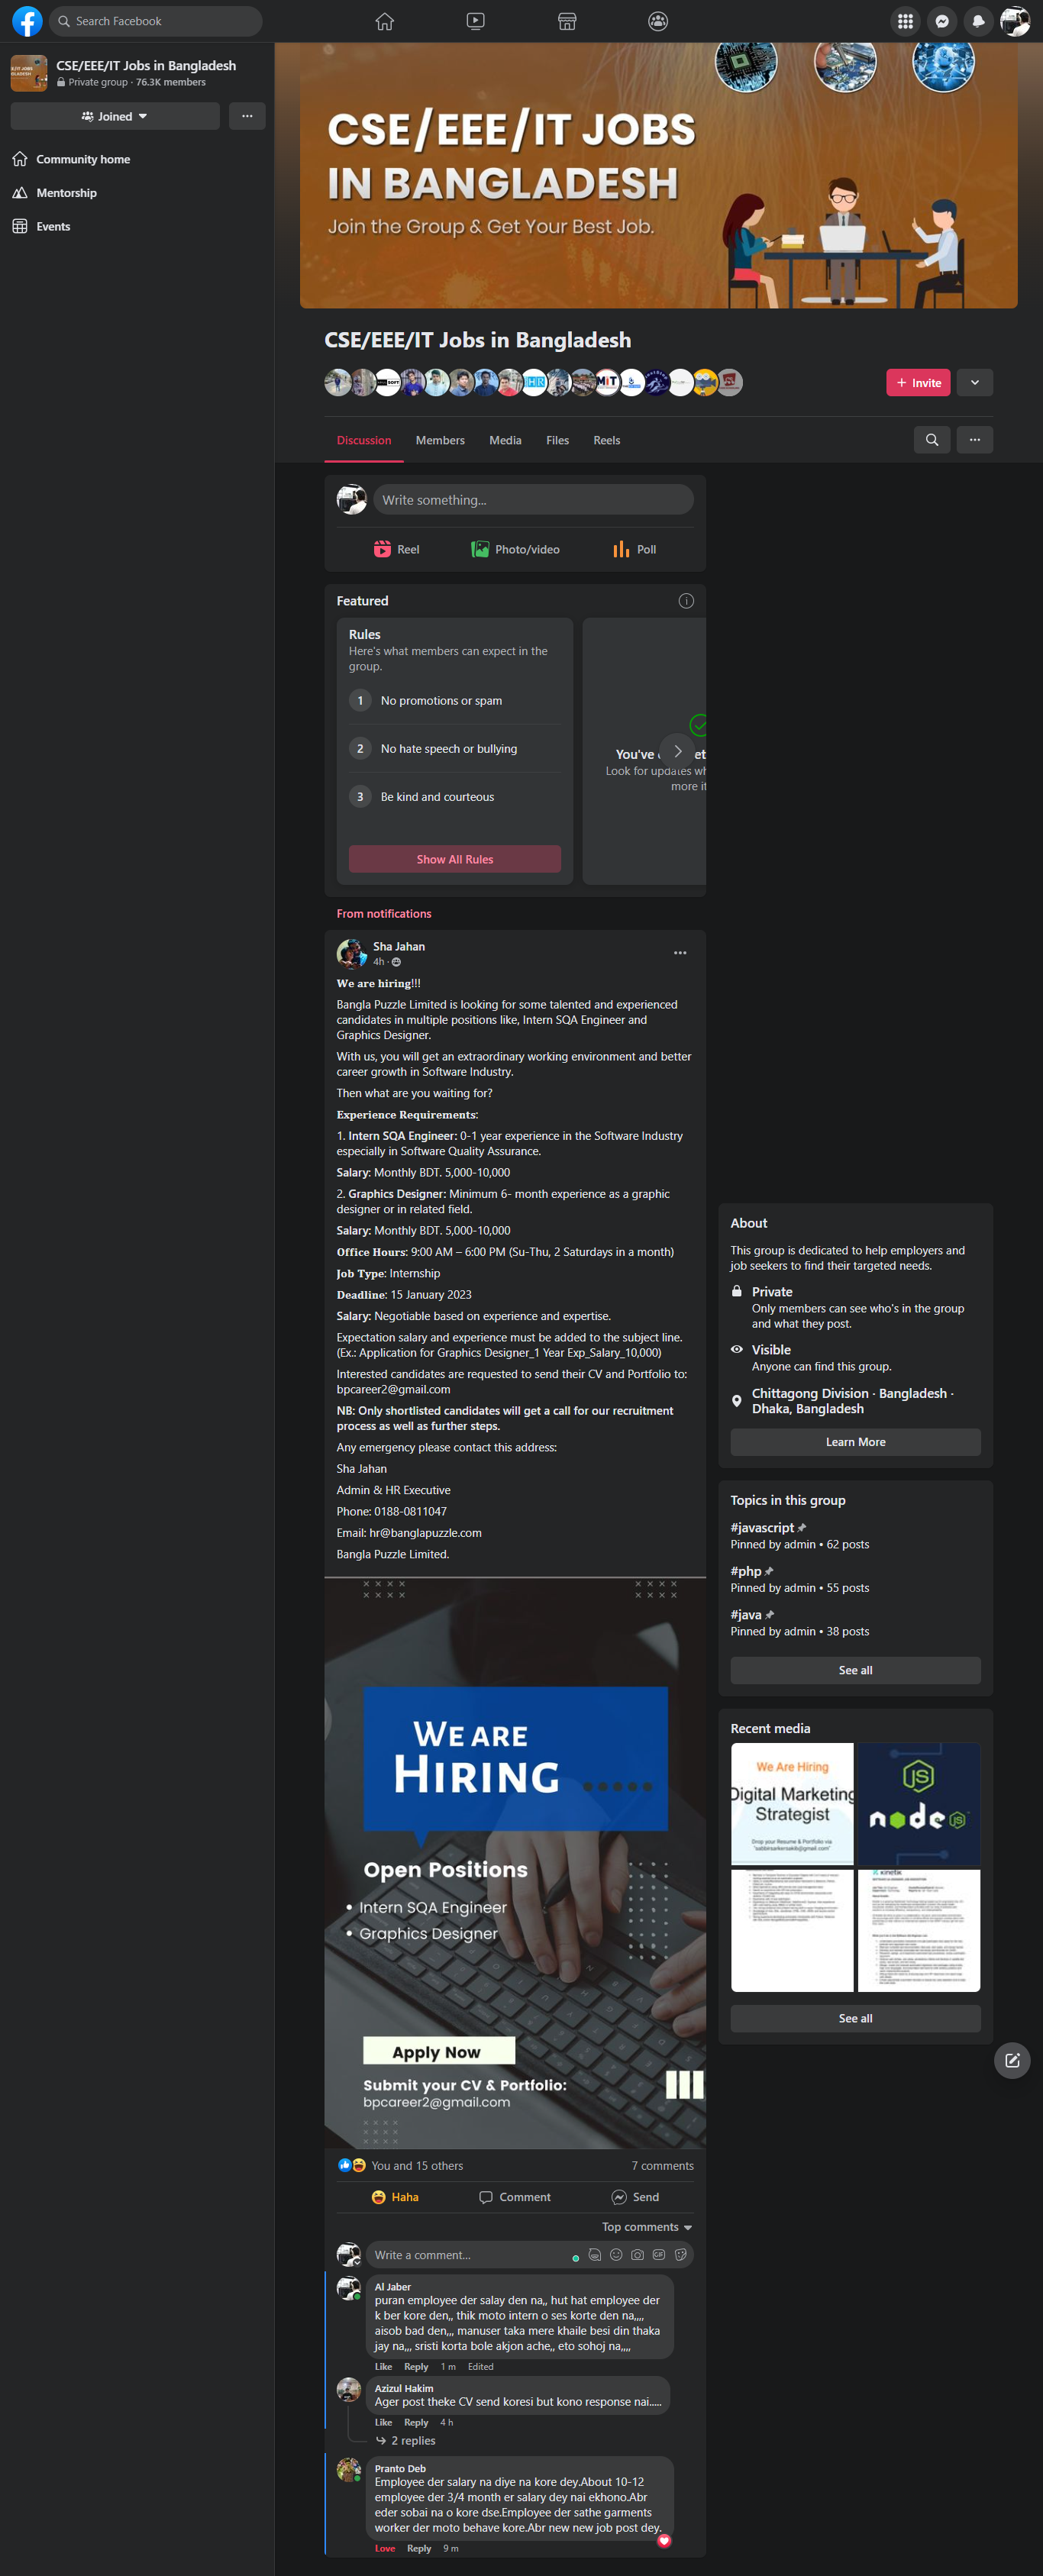 Search Facebook
CSE/EEE/IT Jobs in Bangladesh
Private group · 76.3K members
Joined
Community home
Mentorship
Events
CSE/EEE/IT JOBS
IN BANGLADESH
Join the Group & Get Your Best Job.
CSE/EEE/IT Jobs in Bangladesh
+ Invite
Discussion
Members
Media
Files
Reels
Write something...
Reel
Photo/video
Poll
Featured
Rules
Here's what members can expect in the
group.
1 No promotions or spam
2 No hate speech or bullying
3 Be kind and courteous
Show All Rules
You've
Look for updates
more
From notifications
Sha Jahan
4h ·
We are hiring!!!
Bangla Puzzle Limited is looking for some talented and experienced
candidates in multiple positions like, Intern SQA Engineer and
Graphics Designer.
With us, you will get an extraordinary working environment and better
career growth in Software Industry.
Then what are you waiting for?
Experience Requirements:
1. Intern SQA Engineer: 0-1 year experience in the Software Industry
especially in Software Quality Assurance.
Salary: Monthly BDT. 5,000-10,000
2. Graphics Designer: Minimum 6- month experience as a graphic
designer or in related field.
Salary: Monthly BDT. 5,000-10,000
Office Hours: 9:00 AM – 6:00 PM (Su-Thu, 2 Saturdays in a month)
Job Type: Internship
Deadline: 15 January 2023
Salary: Negotiable based on experience and expertise.
Expectation salary and experience must be added to the subject line.
(Ex.: Application for Graphics Designer_1 Year Exp_Salary_10,000)
Interested candidates are requested to send their CV and Portfolio to:
bpcareer2@gmail.com
NB: Only shortlisted candidates will get a call for our recruitment
process as well as further steps.
Any emergency please contact this address:
Sha Jahan
Admin & HR Executive
Phone: 0188-0811047
Email: hr@banglapuzzle.com
Bangla Puzzle Limited.
WE ARE
HIRING
Open Positions
• Intern SQA Engineer
• Graphics Designer
Apply Now
Submit your CV & Portfolio:
bpcareer2@gmail.com
You and 15 others
7 comments
Haha
Comment
Send
Top comments
Write a comment...
Al Jaber
puran employee der salay den na,, hut hat employee der
k ber kore den,, thik moto intern o ses korte den na,,,,
aisob bad den,,, manuser taka mere khaile besi din thaka
jay na,,, sristi korta bole akjon ache,, eto sohoj na,,,,
Like Reply 1 m Edited
Azizul Hakim
Ager post theke CV send koresi but kono response nai.....
Like Reply 4 h
2 replies
Pranto Deb
Employee der salary na diye na kore dey.About 10-12
employee der 3/4 month er salary dey nai ekhono.Abr
eder sobai na o kore dse.Employee der sathe garments
worker der moto behave kore.Abr new new job post dey.
Love Reply 9 m
About
This group is dedicated to help employers and
job seekers to find their targeted needs.
Private
Only members can see who's in the group
and what they post.
Visible
Anyone can find this group.
Chittagong Division · Bangladesh ·
Dhaka, Bangladesh
Learn More
Topics in this group
#javascript
Pinned by admin • 62 posts
#php
Pinned by admin • 55 posts
#java
Pinned by admin • 38 posts
See all
Recent media
We Are Hiring
Digital Marketing
Strategist
Drop your Resume & Portfolio via
JS
node JS
See all